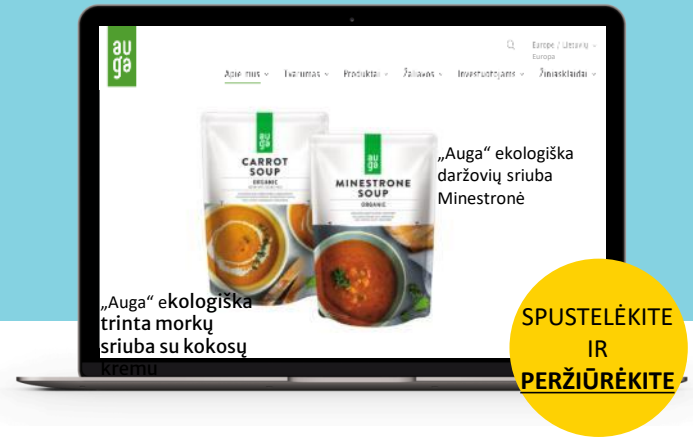 au
ga
Europe / Lietuvių
Europa
Apie mus
Tvarumas
Produktai
Žaliavos
Investuotojams
Žiniasklaidai
au
ga
CARROT
SOUP
ORGANIC
au
ga
MINESTRONE
SOUP
ORGANIC
„Auga“ ekologiška
daržovių sriuba
Minestronė
„Auga“ ekologiška
trinta morkų
sriuba su kokosų
kremu
SPUSTELĖKITE
IR
PERŽIŪRĖKITE